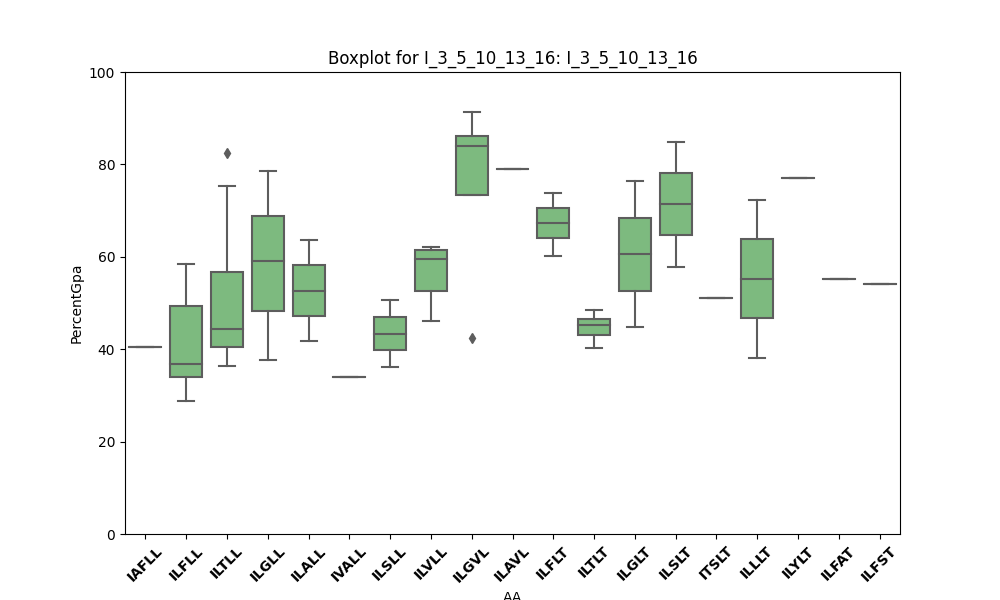 Boxplot for I_3_5_10_13_16: I_3_5_10_13_16
100
80
60
40
20
0
PercentGpa
IAFLL ILFLL ILTLL ILGLL ILALL IVALL ILSLL ILVLL ILGVL ILAVL ILFLT ILTLT ILGLT ILSLT ITSLT ILLLT ILYLT ILFAT ILFST
AA